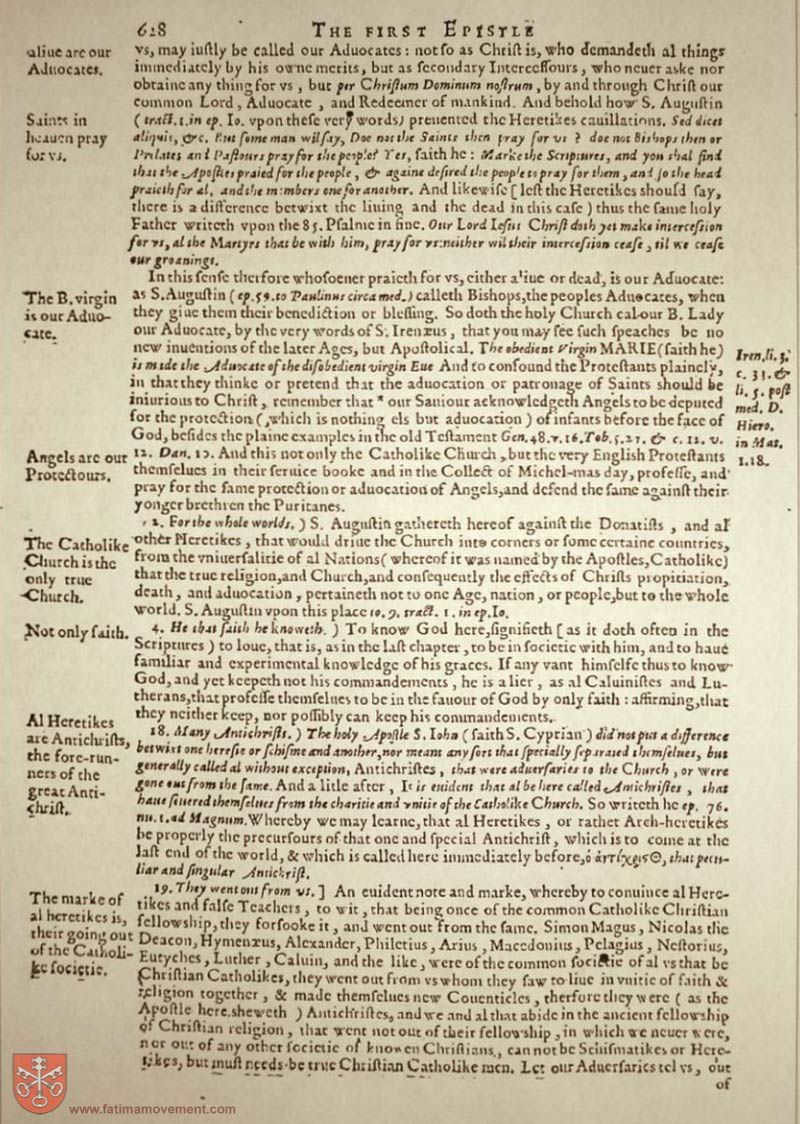 628 THE FIRST EPISTLE
aliue are our
Aduocates.
Saints in
heauen pray
for vs.
The B. virgin
is our Aduo-
cate.
Angels are our
Protectours.
The Catholike
Church is the
only true
Church.
Not only faith.
Al Heretikes
are Antichrists,
the fore-run-
ners of the
great Anti-
christ.
The marke of
al heretikes is,
their going out
of the Catholi-
ke societie.
vs, may iustly be called our Aduocates: not so as Christ is, who demandeth al things
immediately by his owne merits, but as secondary Intercessours, who neuer aske nor
obtaine any thing for vs, but per Christum Dominum nostrum, by and through Christ our
common Lord, Aduocate, and Redeemer of mankind. And behold how S. Augustin
(tract. 1. in ep. Io. vpon these very words) preuented the Heretikes cauillations. Sed dicet
aliquis, &c. But some man wil say, Doe not the Saints then pray for vs? doe not Bishops then or
Prelates and Pastours pray for the people? Yes, saith he: Marke the Scriptures, and you shal find
that the Apostles praied for the people, & againe desired the people to pray for them, and so the head
praieth for al, and the members one for another. And likewise [lest the Heretikes should say,
there is a difference betwixt the liuing and the dead in this case) thus the same holy
Father writeth vpon the 85. Psalme in fine. Our Lord Iesus Christ doth yet make intercession
for vs, al the Martyrs that be with him, pray for vs: neither wil their intercession cease, til we cease
our groanings.
In this sense therfore whosoeuer praieth for vs, either aliue or dead, is our Aduocate:
as S. Augustin (ep. 59. to Paulinus circa med.) calleth Bishops, the peoples Aduocates, when
they giue them their benediction or blessing. So doth the holy Church cal our B. Lady
our Aduocate, by the very words of S. Irenæus, that you may see such speaches be no
new inuentions of the later Ages, but Apostolical. The obedient Virgin MARIE (saith he)
is made the Aduocate of the disobedient virgin Eue And to confound the Protestants plainely,
in that they thinke or pretend that the aduocation or patronage of Saints should be
iniurious to Christ, remember that * our Sauiour acknowledgeth Angels to be deputed
for the protection (,which is nothing els but aduocation) of infants before the face of
God, besides the plaine examples in the old Testament Gen. 48. v. 16. Tob. 5. 27. & c. 12. v.
12. Dan. 10. And this not only the Catholike Church, but the very English Protestants
themselues in their seruice booke and in the Collect of Michel-mas day, professe, and
pray for the same protection or aduocation of Angels, and defend the same against their
yonger brethren the Puritanes.
2. For the whole worlds.) S. Augustin gathereth hereof against the Donatists, and al
other Heretikes, that would driue the Church into corners or some certaine countries,
from the vniuersalitie of al Nations (whereof it was named by the Apostles, Catholike)
that the true religion, and Church, and consequently the effects of Christs propitiation,
death, and aduocation, pertaineth not to one Age, nation, or people, but to the whole
world. S. Augustin vpon this place to. 9. tract. 1. in ep. Io.
4. He that saith he knoweth.) To know God here, signifieth [as it doth often in the
Scriptures) to loue, that is, as in the last chapter, to be in societie with him, and to haue
familiar and experimental knowledge of his graces. If any vant himselfe thus to know
God, and yet keepeth not his commandements, he is a lier, as al Caluinistes and Lu-
therans, that professe themselues to be in the fauour of God by only faith: affirming, that
they neither keep, nor possibly can keep his commandements.
18. Many Antichrists.) The holy Apostle S. Iohn (saith S. Cyprian) did not put a difference
betwixt one heresie or schisme and another, nor meant any sort that specially separated themselues, but
generally called al without exception, Antichristes, that were aduersaries to the Church, or were
gone out from the same. And a litle after, It is euident that al be here called Antichristes, that
haue seuered themselues from the charitie and vnitie of the Catholike Church. So writeth he ep. 76.
nu. 1. ad Magnum. Whereby we may learne, that al Heretikes, or rather Arch-heretikes
be properly the precursours of that one and special Antichrist, which is to come at the
last end of the world, & which is called here immediately before, ὁ ἀντίχριστος, that pecu-
liar and singular Antichrist.
19. They went out from vs.] An euident note and marke, whereby to conuince al Here-
tikes and false Teachers, to wit, that being once of the common Catholike Christian
fellowship, they forsooke it, and went out from the same. Simon Magus, Nicolas the
Deacon, Hymenæus, Alexander, Philetius, Arius, Macedonius, Pelagius, Nestorius,
Eutyches, Luther, Caluin, and the like, were of the common societie of al vs that be
Christian Catholikes, they went out from vs whom they saw to liue in vnitie of faith &
religion together, & made themselues new Couenticles, therfore they were (as the
Apostle here sheweth) Antichristes, and we and al that abide in the ancient fellowship
of Christian religion, that went not out of their fellowship, in which we neuer were,
nor out of any other societie of knowen Christians, can not be Schismatikes or Here-
tikes, but must needs be true Christian Catholike men. Let our Aduersaries tel vs, out
of
Iren. li. 3.
c. 33. &
li. 5. post
med. D.
Hiero.
in Mat.
1.18.
www.fatimamovement.com